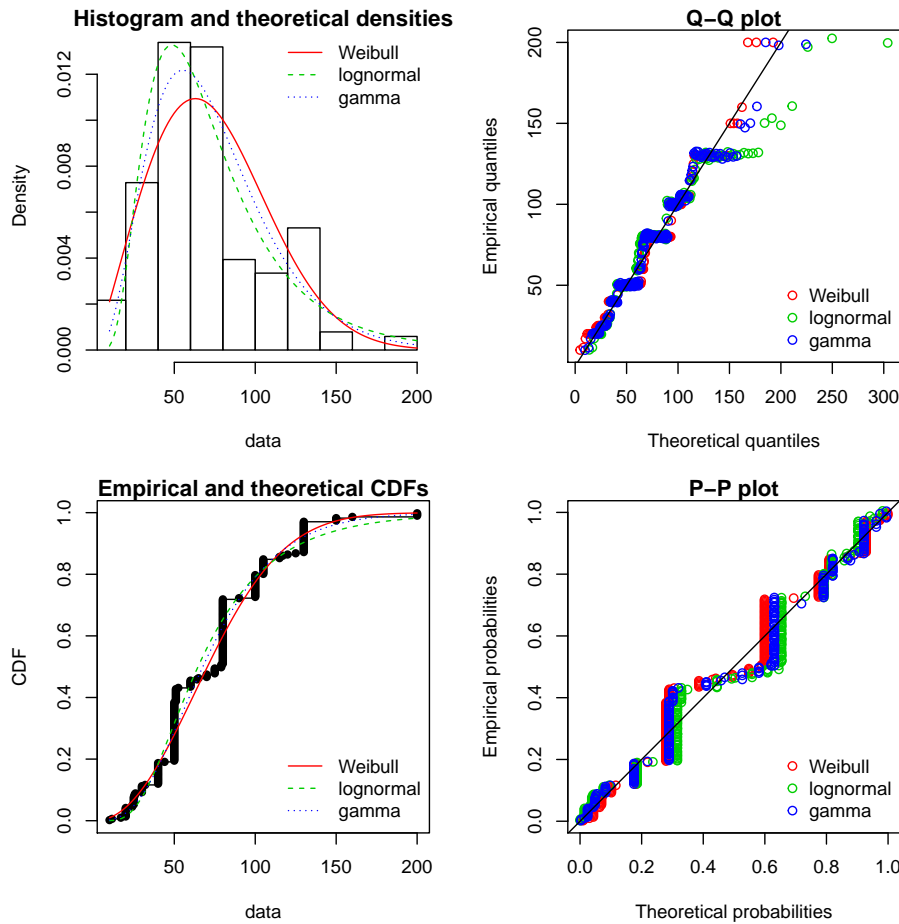 Histogram and theoretical densities
Weibull
lognormal
gamma
Density
0.000
0.004
0.008
0.012
50 100 150 200
data
Q−Q plot
Empirical quantiles
50
100
150
200
Weibull
lognormal
gamma
0 50 100 150 200 250 300
Theoretical quantiles
Empirical and theoretical CDFs
CDF
0.0
0.2
0.4
0.6
0.8
1.0
Weibull
lognormal
gamma
50 100 150 200
data
P−P plot
Empirical probabilities
0.0
0.2
0.4
0.6
0.8
1.0
Weibull
lognormal
gamma
0.0 0.2 0.4 0.6 0.8 1.0
Theoretical probabilities